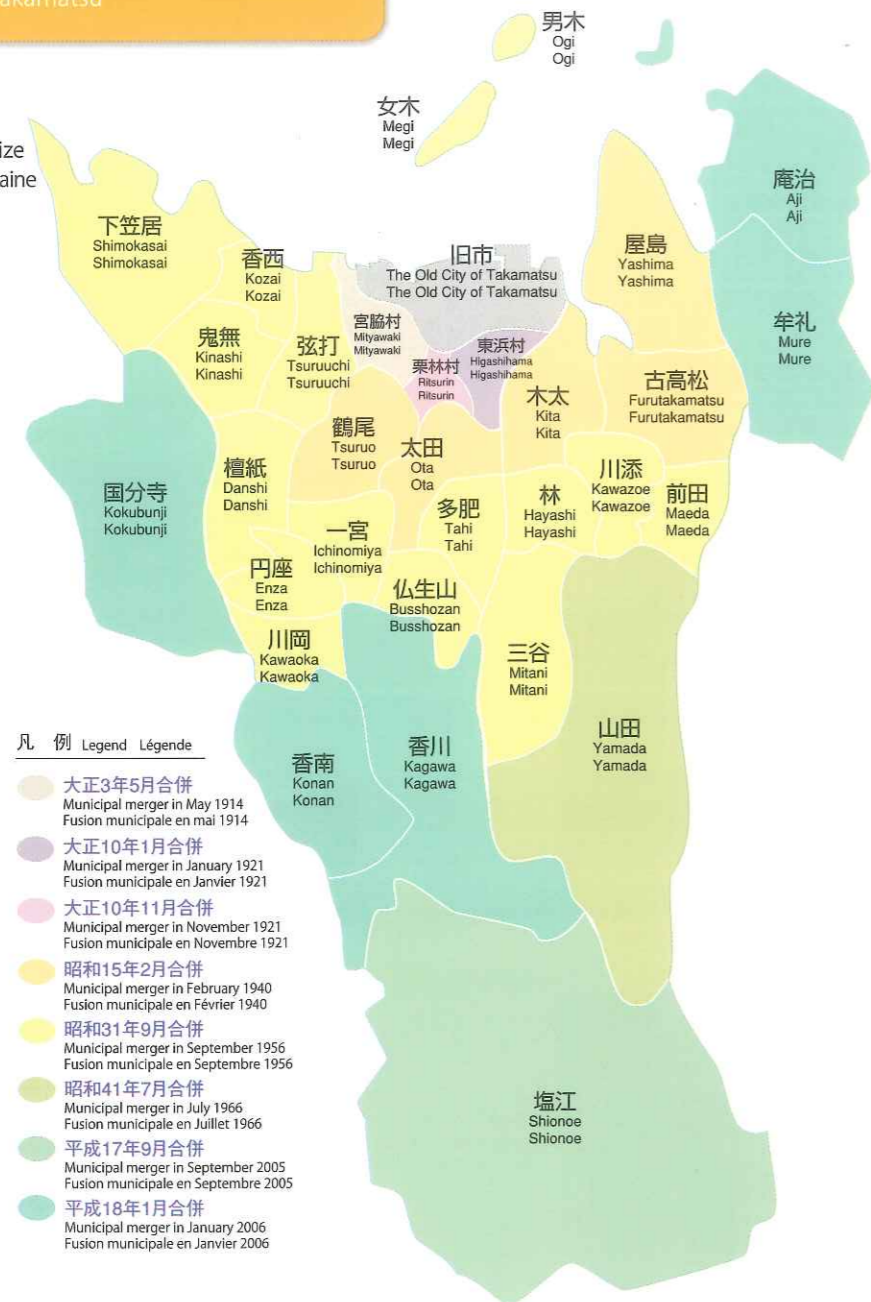 akamatsu
ize
aine
男木
Ogi
Ogi
女木
Megi
Megi
庵治
Aji
Aji
下笠居
Shimokasai
Shimokasai
香西
Kozai
Kozai
旧市
The Old City of Takamatsu
The Old City of Takamatsu
屋島
Yashima
Yashima
牟礼
Mure
Mure
鬼無
Kinashi
Kinashi
弦打
Tsuruuchi
Tsuruuchi
宮脇村
Mityawaki
Mityawaki
栗林村
Ritsurin
Ritsurin
東浜村
Higashihama
Higashihama
木太
Kita
Kita
古高松
Furutakamatsu
Furutakamatsu
鶴尾
Tsuruo
Tsuruo
太田
Ota
Ota
国分寺
Kokubunji
Kokubunji
檀紙
Danshi
Danshi
一宮
Ichinomiya
Ichinomiya
多肥
Tahi
Tahi
林
Hayashi
Hayashi
川添
Kawazoe
Kawazoe
前田
Maeda
Maeda
円座
Enza
Enza
仏生山
Busshozan
Busshozan
川岡
Kawaoka
Kawaoka
三谷
Mitani
Mitani
山田
Yamada
Yamada
香南
Konan
Konan
香川
Kagawa
Kagawa
塩江
Shionoe
Shionoe
凡 例 Legend Légende
大正3年5月合併
Municipal merger in May 1914
Fusion municipale en mai 1914
大正10年1月合併
Municipal merger in January 1921
Fusion municipale en Janvier 1921
大正10年11月合併
Municipal merger in November 1921
Fusion municipale en Novembre 1921
昭和15年2月合併
Municipal merger in February 1940
Fusion municipale en Février 1940
昭和31年9月合併
Municipal merger in September 1956
Fusion municipale en Septembre 1956
昭和41年7月合併
Municipal merger in July 1966
Fusion municipale en Juillet 1966
平成17年9月合併
Municipal merger in September 2005
Fusion municipale en Septembre 2005
平成18年1月合併
Municipal merger in January 2006
Fusion municipale en Janvier 2006